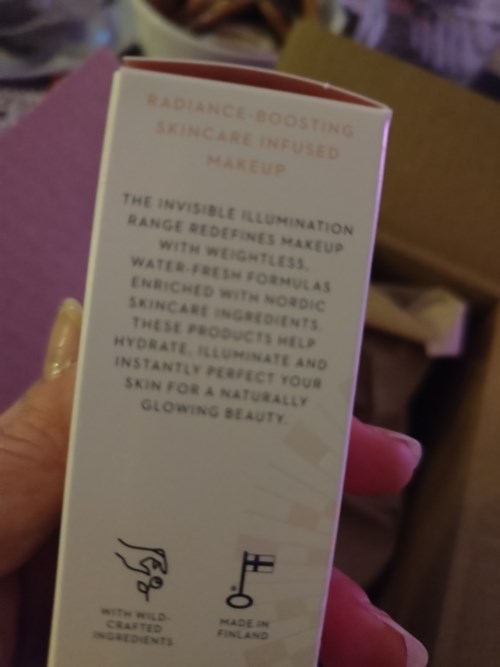 RADIANCE-BOOSTING
SKINCARE INFUSED
MAKEUP
THE INVISIBLE ILLUMINATION
RANGE REDEFINES MAKEUP
WITH WEIGHTLESS,
WATER-FRESH FORMULAS
ENRICHED WITH NORDIC
SKINCARE INGREDIENTS.
THESE PRODUCTS HELP
HYDRATE, ILLUMINATE AND
INSTANTLY PERFECT YOUR
SKIN FOR A NATURALLY
GLOWING BEAUTY.
WITH WILD-
CRAFTED
INGREDIENTS
MADE IN
FINLAND